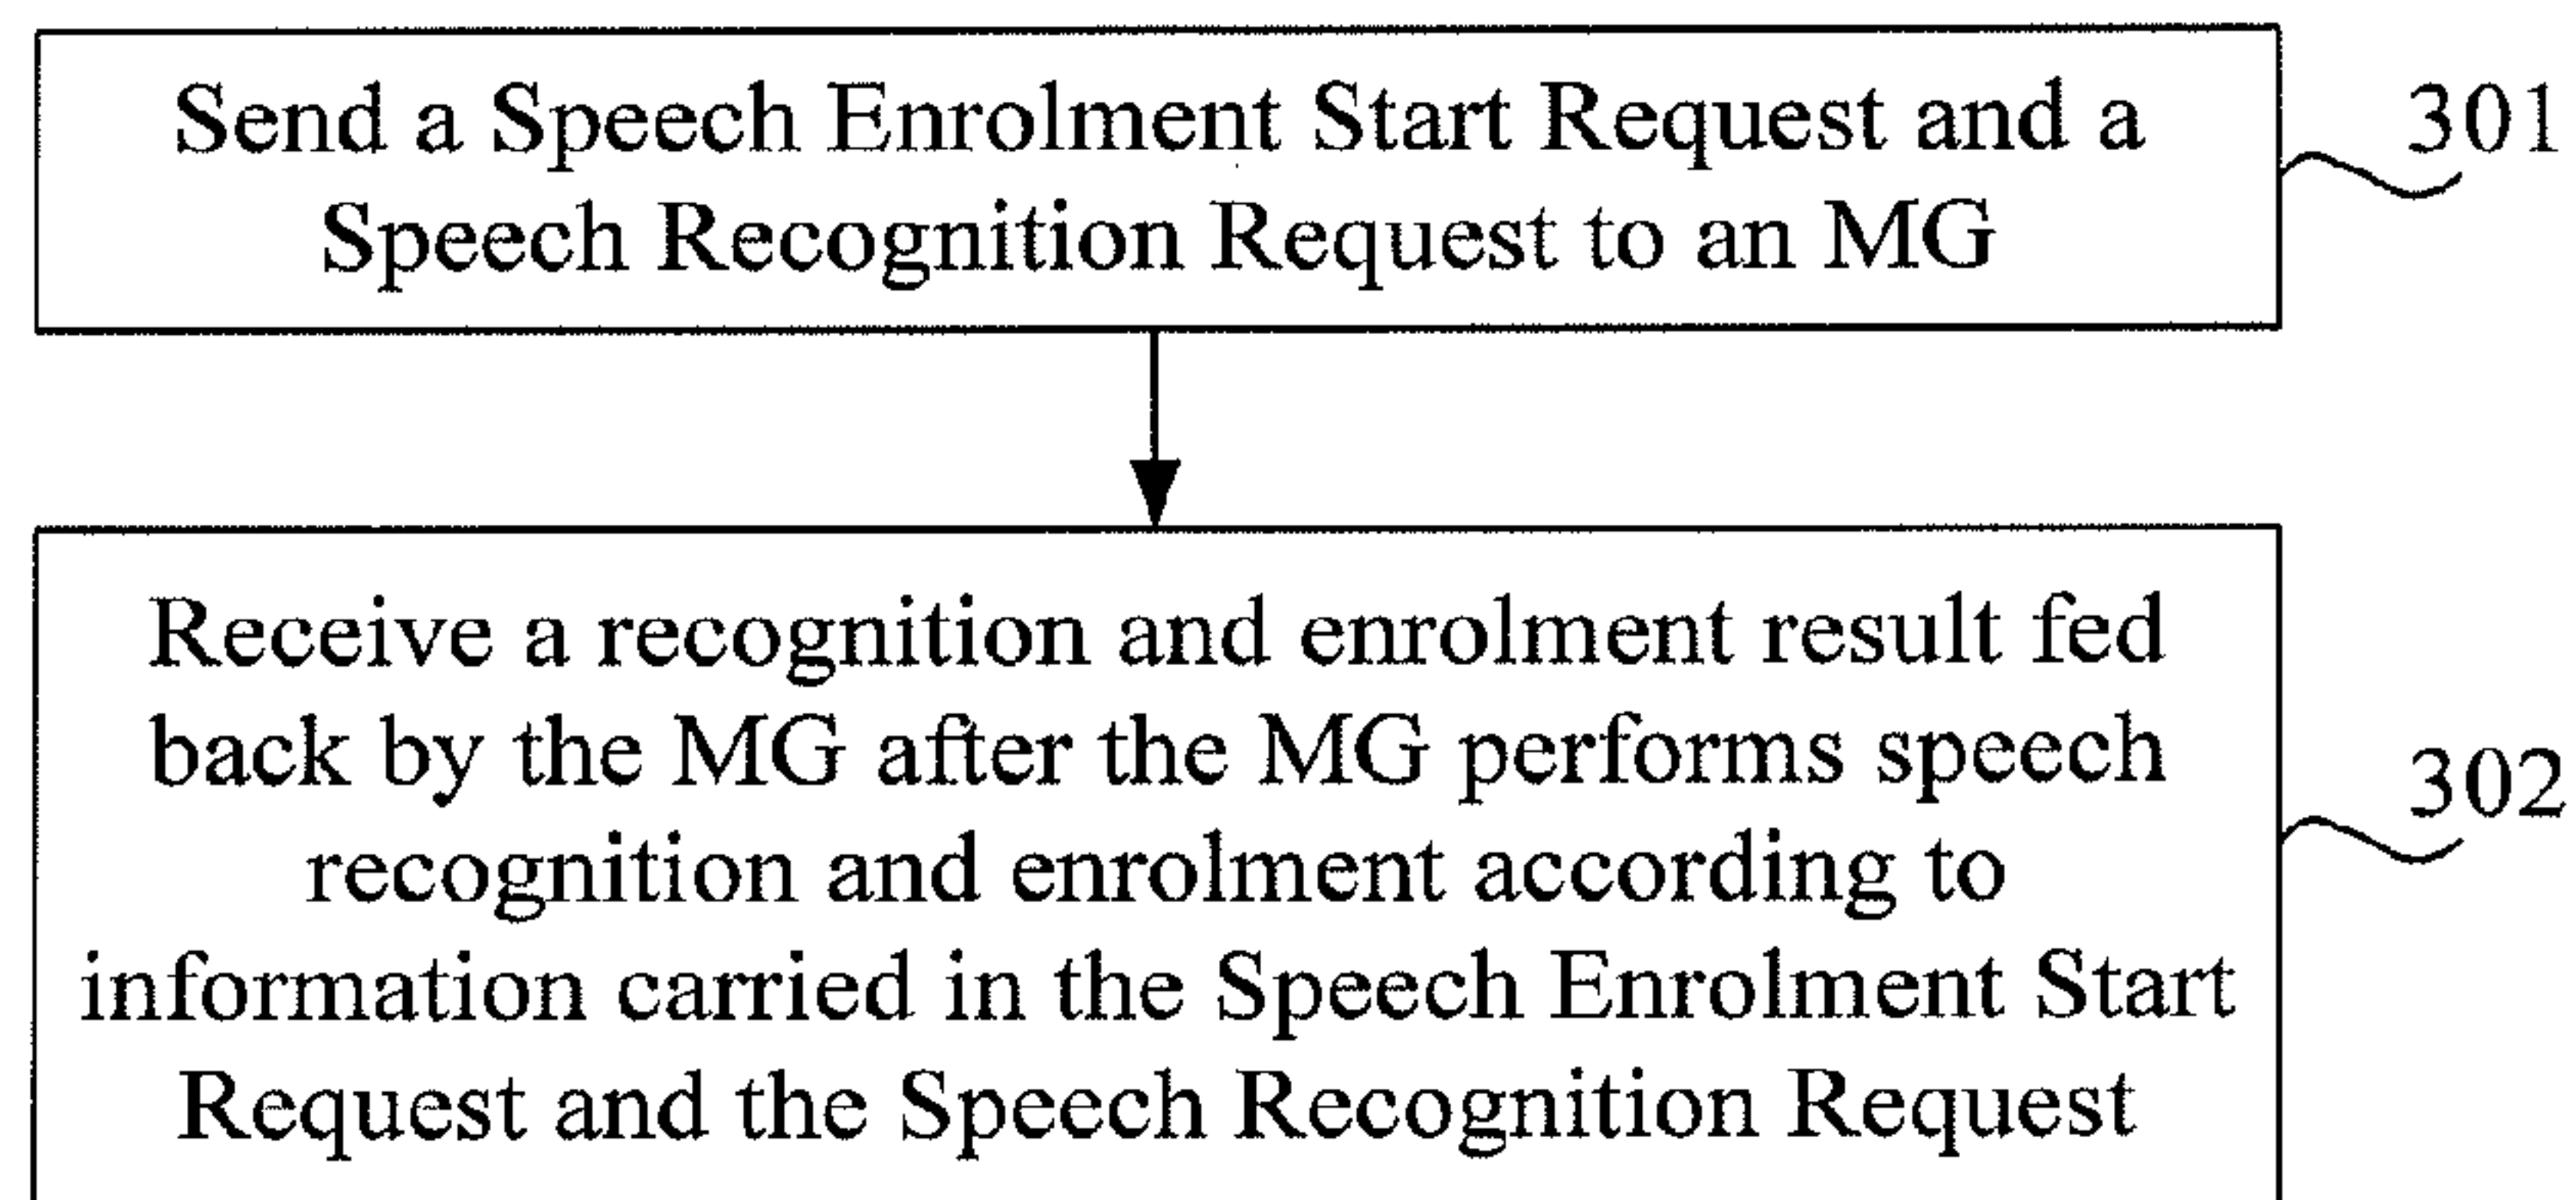 Send a Speech Enrolment Start Request and a
Speech Recognition Request to an MG
301
Receive a recognition and enrolment result fed
back by the MG after the MG performs speech
recognition and enrolment according to
information carried in the Speech Enrolment Start
Request and the Speech Recognition Request
302